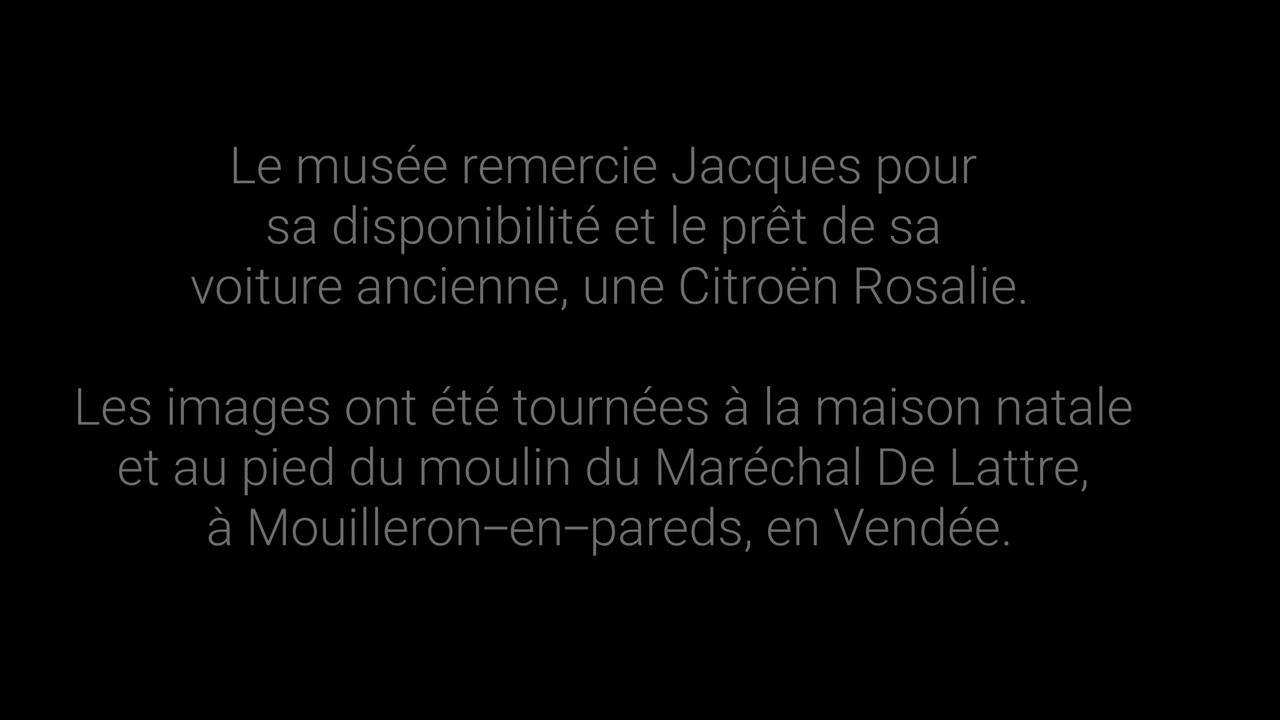 Le musée remercie Jacques pour
sa disponibilité et le prêt de sa
voiture ancienne, une Citroën Rosalie.
Les images ont été tournées à la maison natale
et au pied du moulin du Maréchal De Lattre,
à Mouilleron–en–pareds, en Vendée.